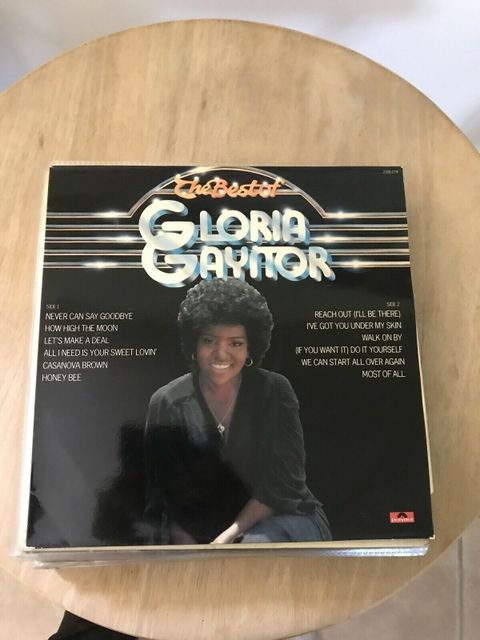 The Best of
GLORIA
GAYNOR
SIDE 1
NEVER CAN SAY GOODBYE
HOW HIGH THE MOON
LET'S MAKE A DEAL
ALL I NEED IS YOUR SWEET LOVIN'
CASANOVA BROWN
HONEY BEE
SIDE 2
REACH OUT (I'LL BE THERE)
I'VE GOT YOU UNDER MY SKIN
WALK ON BY
(IF YOU WANT IT) DO IT YOURSELF
WE CAN START ALL OVER AGAIN
MOST OF ALL
Polydor